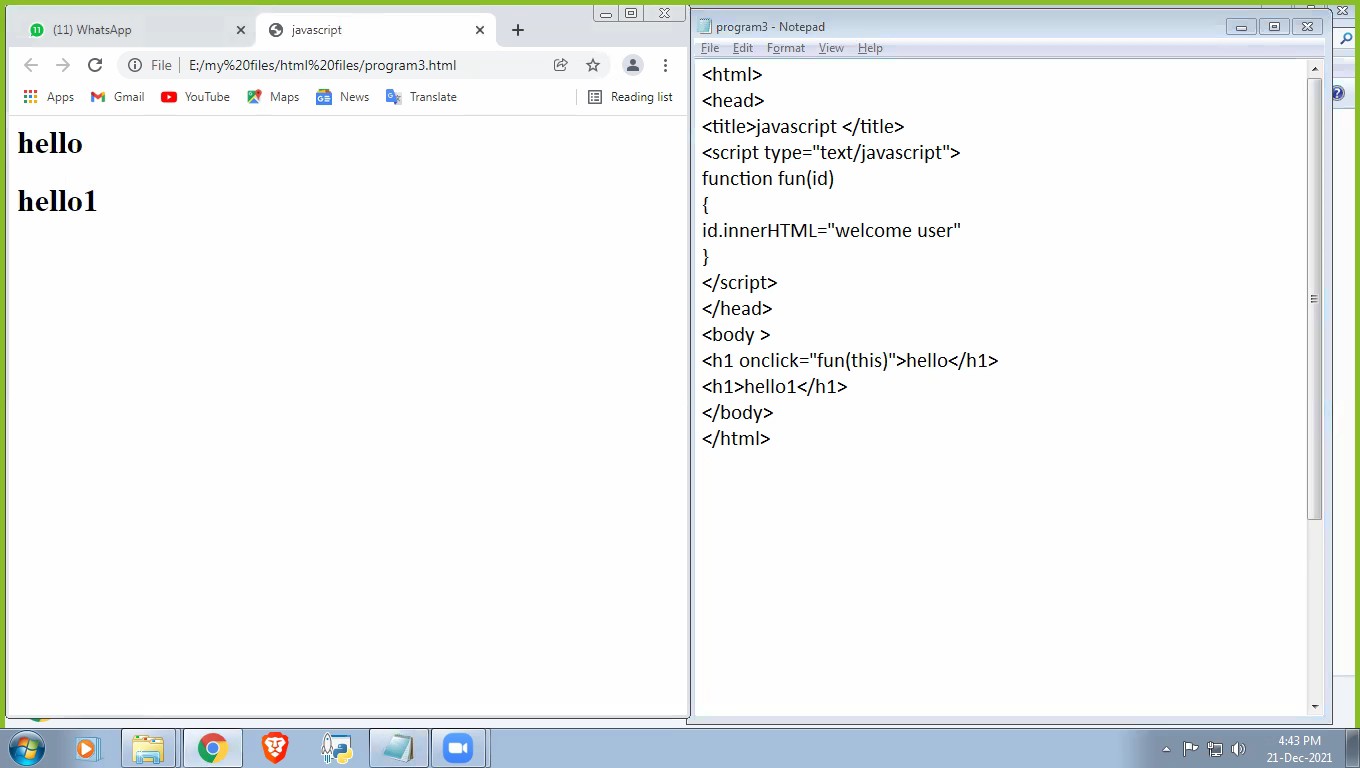 (11) WhatsApp
javascript
File
E:/my%20files/html%20files/program3.html
Apps
Gmail
YouTube
Maps
News
Translate
Reading list
hello
hello1
program3 - Notepad
File Edit Format View Help
<html>
<head>
<title>javascript </title>
<script type="text/javascript">
function fun(id)
{
id.innerHTML="welcome user"
}
</script>
</head>
<body >
<h1 onclick="fun(this)">hello</h1>
<h1>hello1</h1>
</body>
</html>
4:43 PM
21-Dec-2021